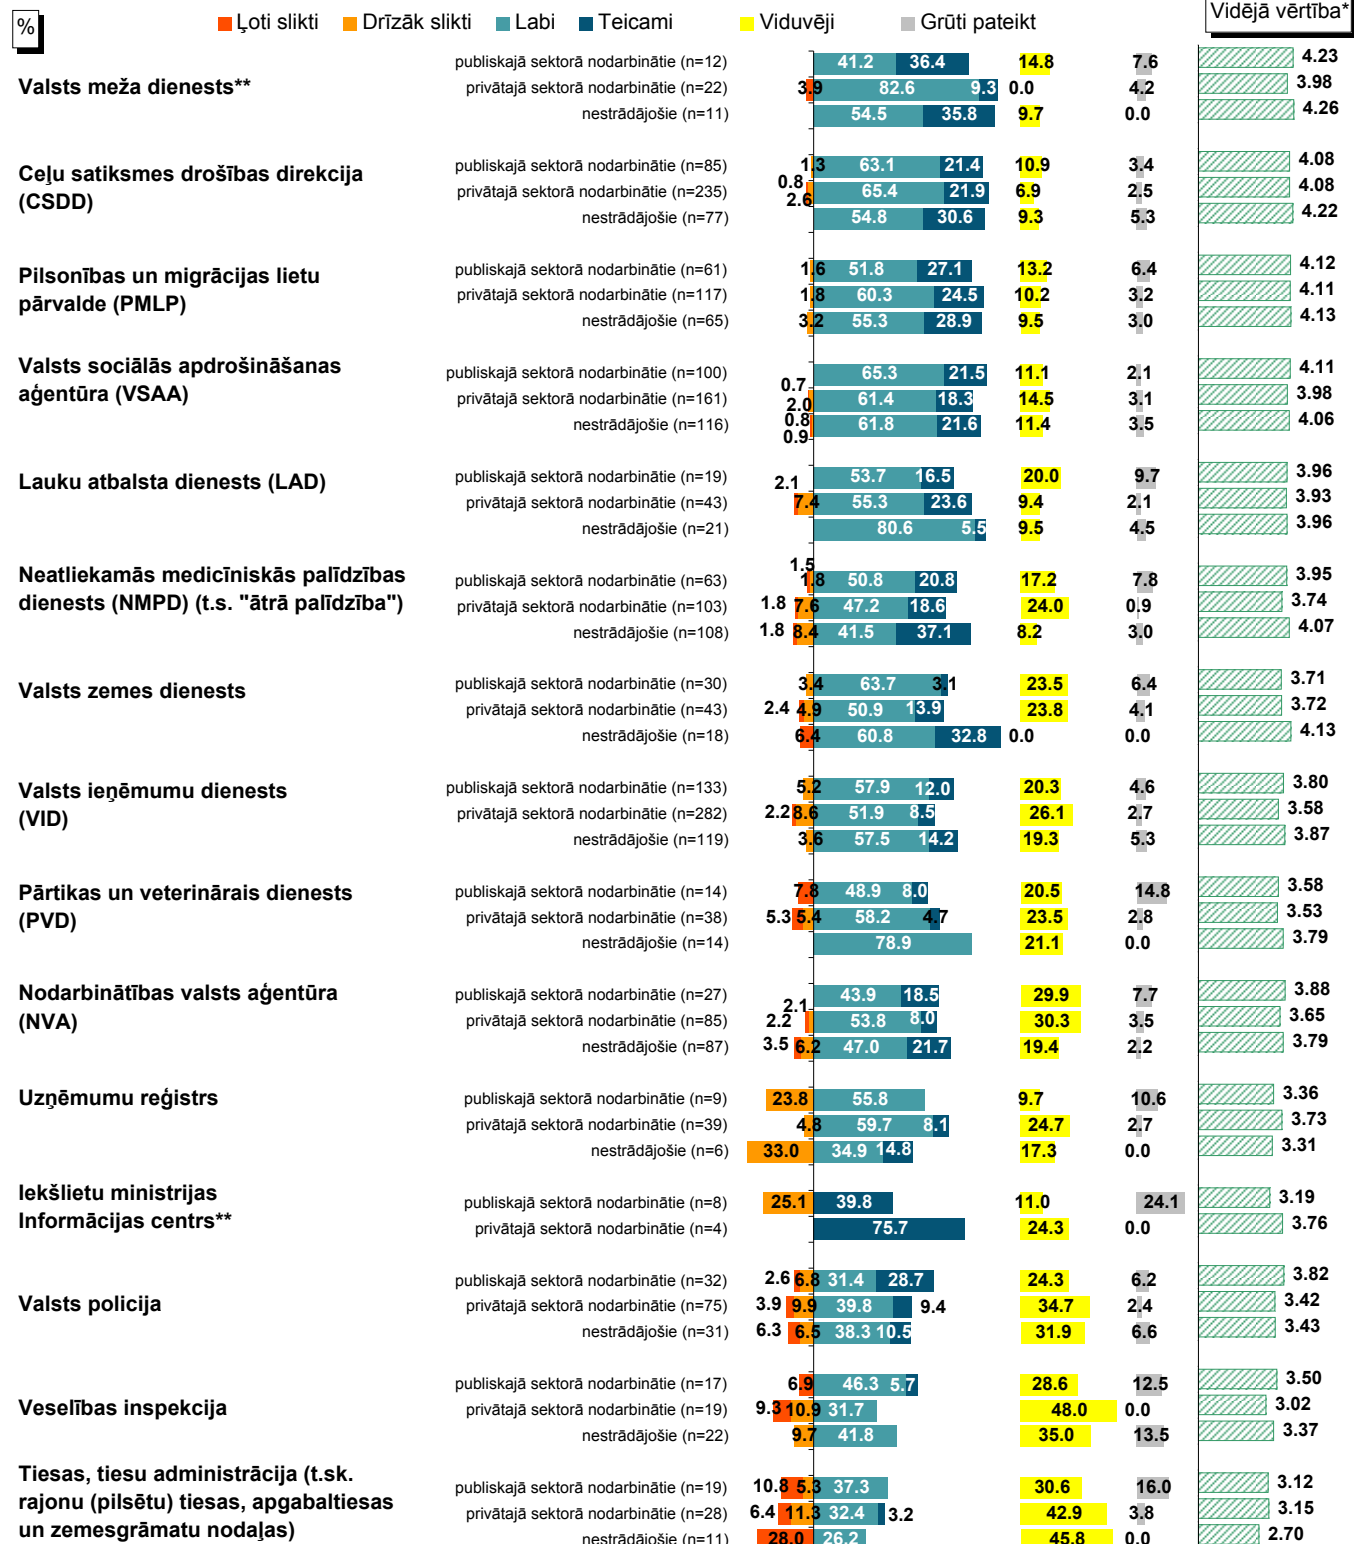 %
Ļoti slikti Drīzāk slikti Labi Teicami Viduvēji Grūti pateikt Vidējā vērtība*
Valsts meža dienests**
publiskajā sektorā nodarbinātie (n=12) 41.2 36.4 14.8 7.6 4.23
privātajā sektorā nodarbinātie (n=22) 3.9 82.6 9.3 0.0 4.2 3.98
nestrādājošie (n=11) 54.5 35.8 9.7 0.0 4.26
Ceļu satiksmes drošības direkcija
(CSDD)
publiskajā sektorā nodarbinātie (n=85) 1.3 63.1 21.4 10.9 3.4 4.08
privātajā sektorā nodarbinātie (n=235) 0.8 2.6 65.4 21.9 6.9 2.5 4.08
nestrādājošie (n=77) 54.8 30.6 9.3 5.3 4.22
Pilsonības un migrācijas lietu
pārvalde (PMLP)
publiskajā sektorā nodarbinātie (n=61) 1.6 51.8 27.1 13.2 6.4 4.12
privātajā sektorā nodarbinātie (n=117) 1.8 60.3 24.5 10.2 3.2 4.11
nestrādājošie (n=65) 3.2 55.3 28.9 9.5 3.0 4.13
Valsts sociālās apdrošināšanas
aģentūra (VSAA)
publiskajā sektorā nodarbinātie (n=100) 65.3 21.5 11.1 2.1 4.11
privātajā sektorā nodarbinātie (n=161) 0.7 2.0 61.4 18.3 14.5 3.1 3.98
nestrādājošie (n=116) 0.8 0.9 61.8 21.6 11.4 3.5 4.06
Lauku atbalsta dienests (LAD)
publiskajā sektorā nodarbinātie (n=19) 53.7 16.5 20.0 9.7 3.96
privātajā sektorā nodarbinātie (n=43) 2.1 7.4 55.3 23.6 9.4 2.1 3.93
nestrādājošie (n=21) 80.6 5.5 9.5 4.5 3.96
Neatliekamās medicīniskās palīdzības
dienests (NMPD) (t.s. "ātrā palīdzība")
publiskajā sektorā nodarbinātie (n=63) 1.5 1.8 50.8 20.8 17.2 7.8 3.95
privātajā sektorā nodarbinātie (n=103) 1.8 7.6 47.2 18.6 24.0 0.9 3.74
nestrādājošie (n=108) 1.8 8.4 41.5 37.1 8.2 3.0 4.07
Valsts zemes dienests
publiskajā sektorā nodarbinātie (n=30) 3.4 63.7 3.1 23.5 6.4 3.71
privātajā sektorā nodarbinātie (n=43) 2.4 4.9 50.9 13.9 23.8 4.1 3.72
nestrādājošie (n=18) 6.4 60.8 32.8 0.0 0.0 4.13
Valsts ieņēmumu dienests
(VID)
publiskajā sektorā nodarbinātie (n=133) 5.2 57.9 12.0 20.3 4.6 3.80
privātajā sektorā nodarbinātie (n=282) 2.2 8.6 51.9 8.5 26.1 2.7 3.58
nestrādājošie (n=119) 3.6 57.5 14.2 19.3 5.3 3.87
Pārtikas un veterinārais dienests
(PVD)
publiskajā sektorā nodarbinātie (n=14) 7.8 48.9 8.0 20.5 14.8 3.58
privātajā sektorā nodarbinātie (n=38) 5.3 5.4 58.2 4.7 23.5 2.8 3.53
nestrādājošie (n=14) 78.9 21.1 0.0 3.79
Nodarbinātības valsts aģentūra
(NVA)
publiskajā sektorā nodarbinātie (n=27) 43.9 18.5 29.9 7.7 3.88
privātajā sektorā nodarbinātie (n=85) 2.1 2.2 53.8 8.0 30.3 3.5 3.65
nestrādājošie (n=87) 3.5 6.2 47.0 21.7 19.4 2.2 3.79
Uzņēmumu reģistrs
publiskajā sektorā nodarbinātie (n=9) 23.8 55.8 9.7 10.6 3.36
privātajā sektorā nodarbinātie (n=39) 4.8 59.7 8.1 24.7 2.7 3.73
nestrādājošie (n=6) 33.0 34.9 14.8 17.3 0.0 3.31
Iekšlietu ministrijas
Informācijas centrs**
publiskajā sektorā nodarbinātie (n=8) 25.1 39.8 11.0 24.1 3.19
privātajā sektorā nodarbinātie (n=4) 75.7 24.3 0.0 3.76
Valsts policija
publiskajā sektorā nodarbinātie (n=32) 2.6 6.8 31.4 28.7 24.3 6.2 3.82
privātajā sektorā nodarbinātie (n=75) 3.9 9.9 39.8 9.4 34.7 2.4 3.42
nestrādājošie (n=31) 6.3 6.5 38.3 10.5 31.9 6.6 3.43
Veselības inspekcija
publiskajā sektorā nodarbinātie (n=17) 6.9 46.3 5.7 28.6 12.5 3.50
privātajā sektorā nodarbinātie (n=19) 9.3 10.9 31.7 48.0 0.0 3.02
nestrādājošie (n=22) 9.7 41.8 35.0 13.5 3.37
Tiesas, tiesu administrācija (t.sk.
rajonu (pilsētu) tiesas, apgabaltiesas
un zemesgrāmatu nodaļas)
publiskajā sektorā nodarbinātie (n=19) 10.8 5.3 37.3 30.6 16.0 3.12
privātajā sektorā nodarbinātie (n=28) 6.4 11.3 32.4 3.2 42.9 3.8 3.15
nestrādājošie (n=11) 28.0 26.2 45.8 0.0 2.70